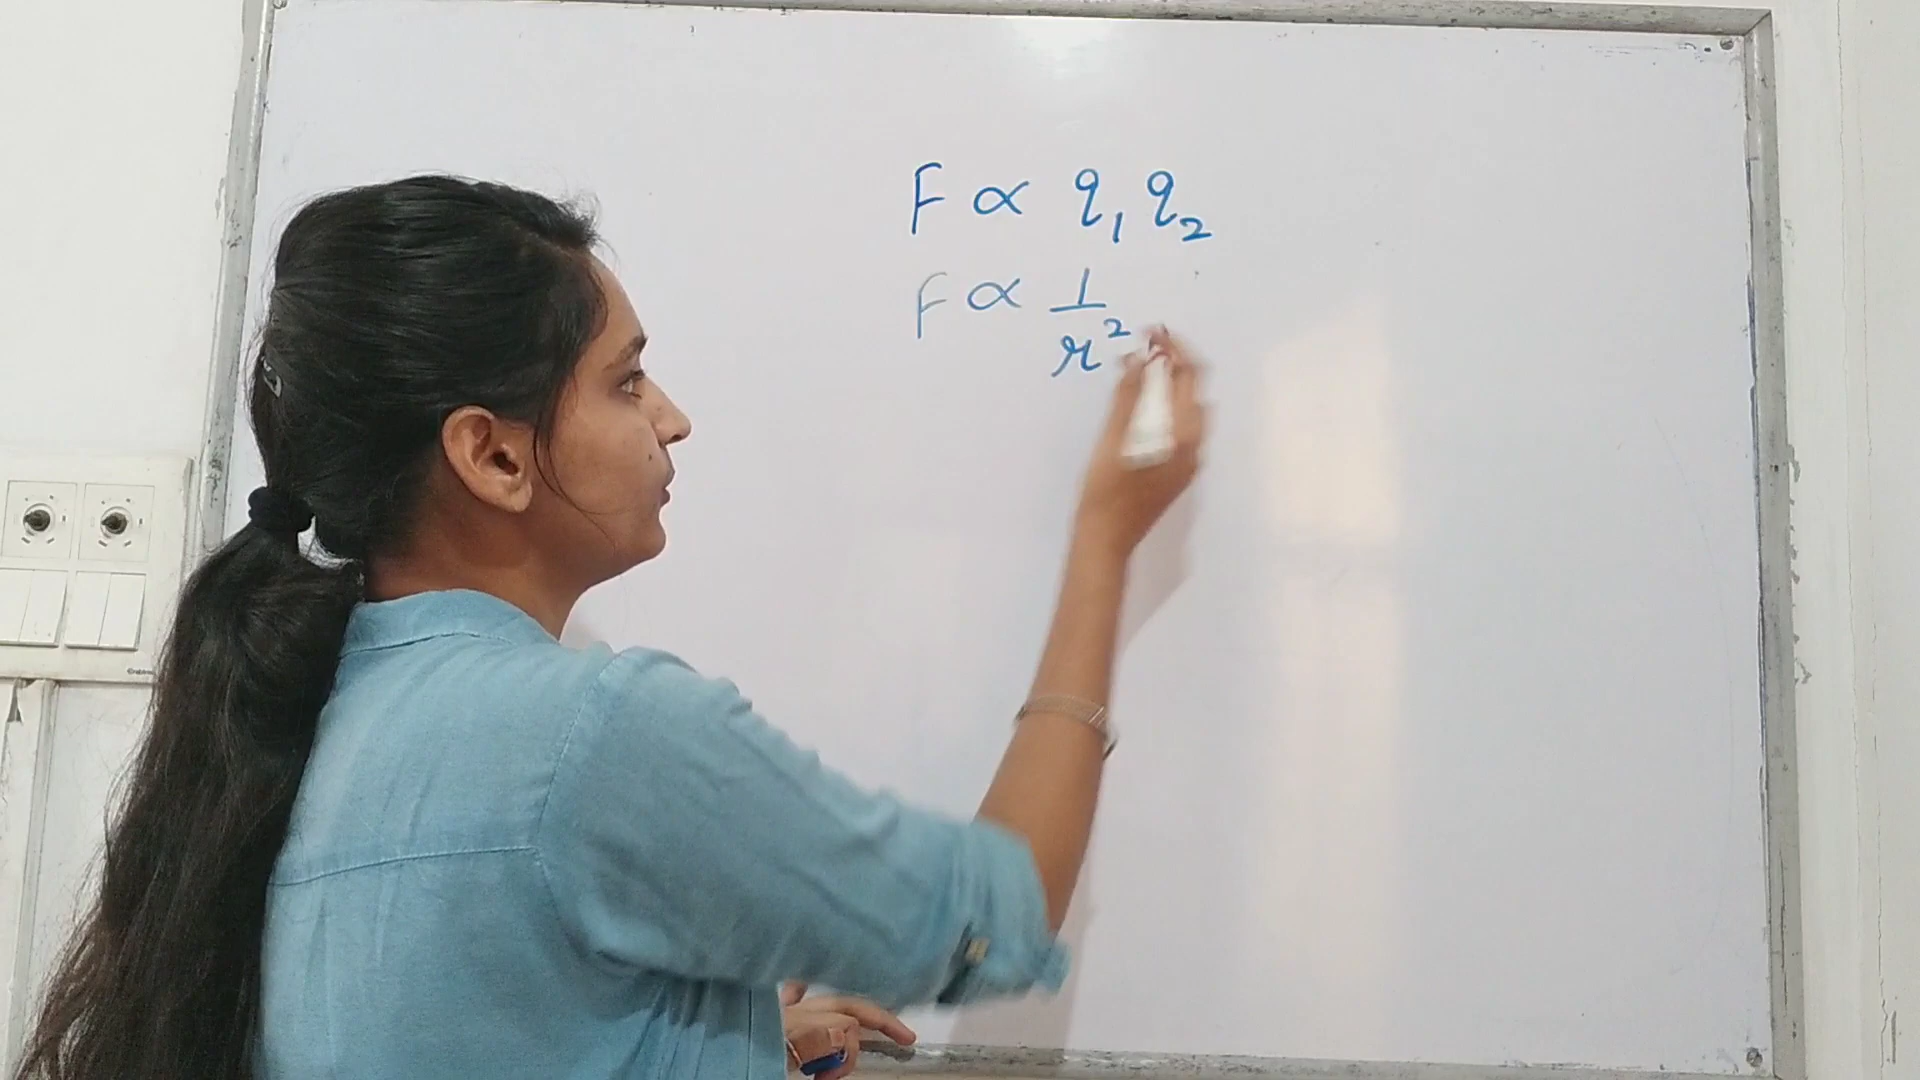 F ∝ q₁ q₂
F ∝ 1/r²